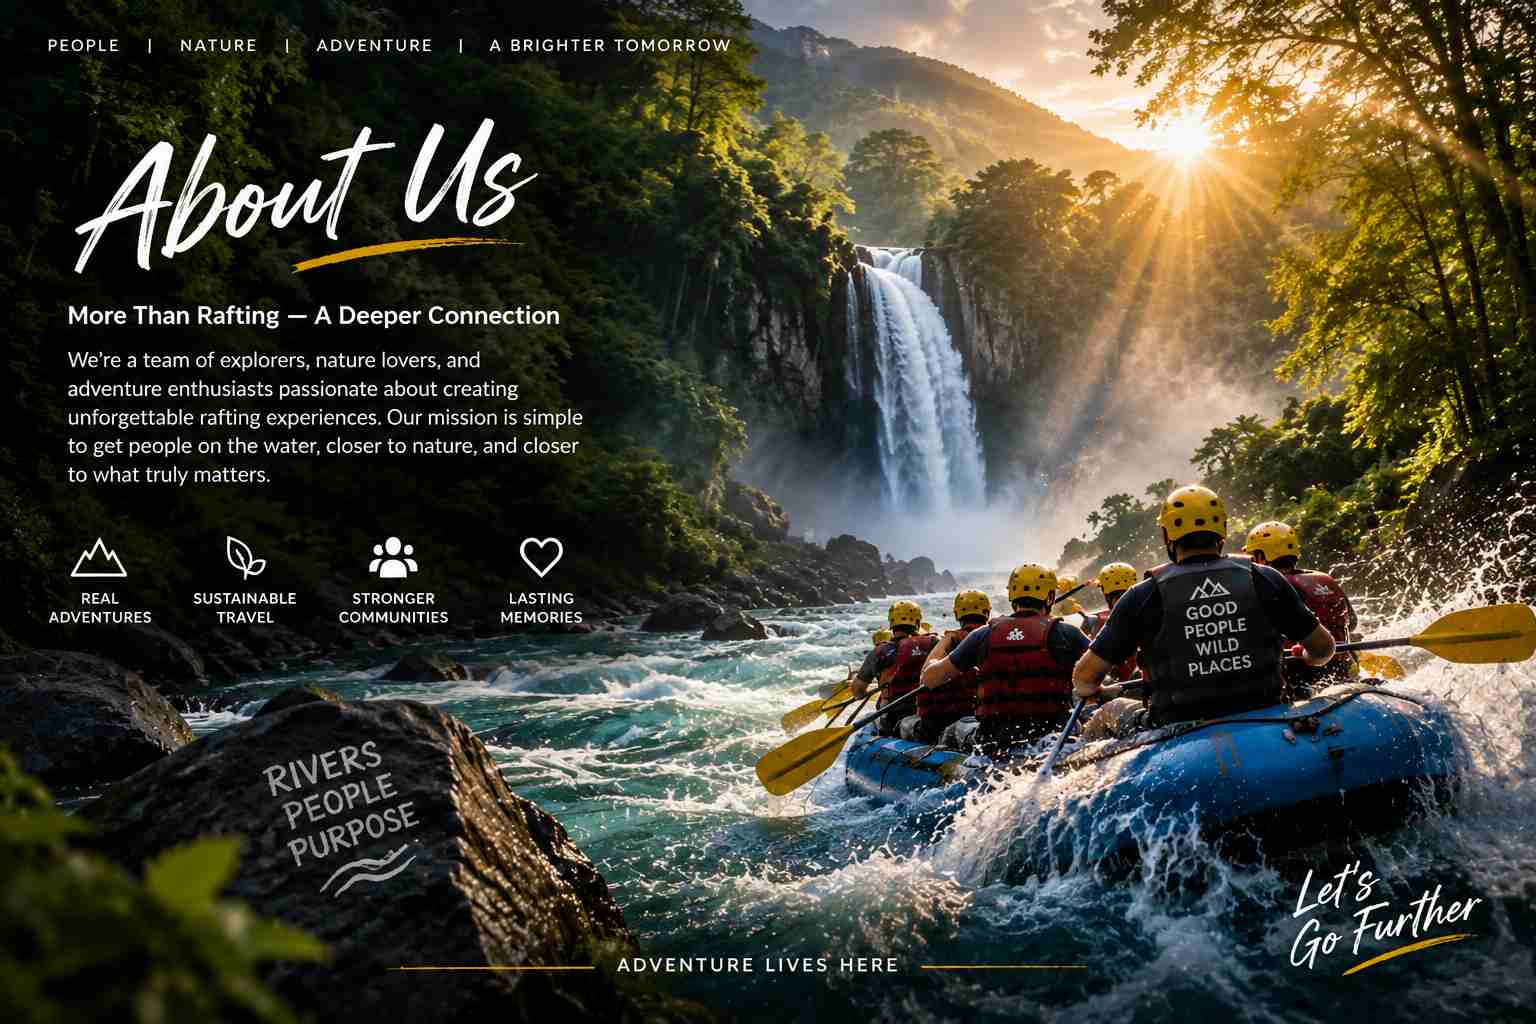 PEOPLE | NATURE | ADVENTURE | A BRIGHTER TOMORROW
About Us
More Than Rafting — A Deeper Connection
We're a team of explorers, nature lovers, and
adventure enthusiasts passionate about creating
unforgettable rafting experiences. Our mission is simple
to get people on the water, closer to nature, and closer
to what truly matters.
REAL
ADVENTURES
SUSTAINABLE
TRAVEL
STRONGER
COMMUNITIES
LASTING
MEMORIES
GOOD
PEOPLE
WILD
PLACES
RIVERS
PEOPLE
PURPOSE
Let's
Go Further
ADVENTURE LIVES HERE